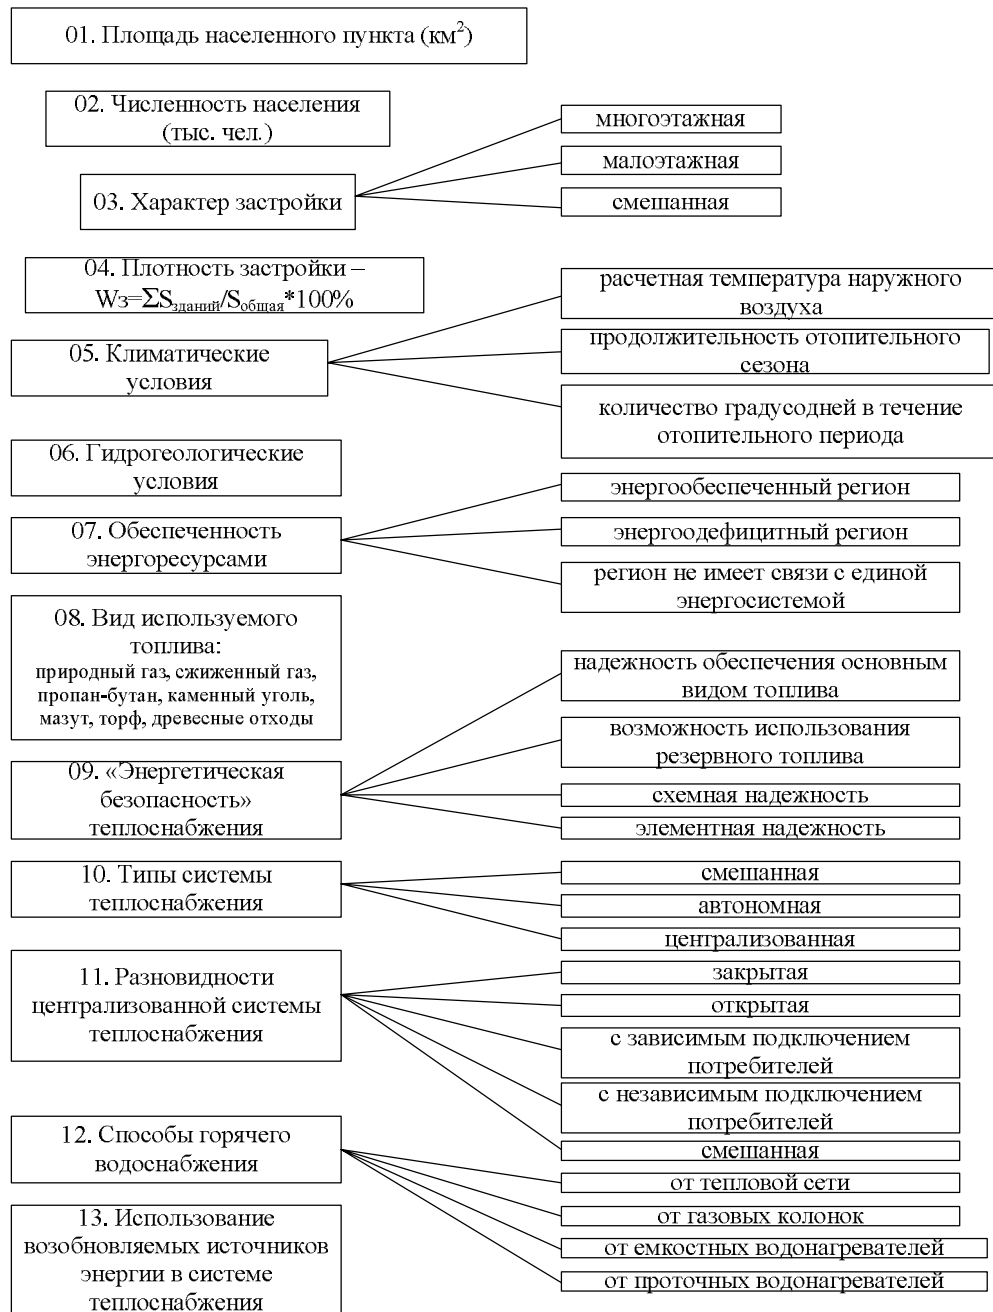 01. Площадь населенного пункта (км²)
02. Численность населения
(тыс. чел.)
03. Характер застройки
многоэтажная
малоэтажная
смешанная
04. Плотность застройки –
Wз=ΣSзданий/Sобщая*100%
05. Климатические
условия
расчетная температура наружного
воздуха
продолжительность отопительного
сезона
количество градусодней в течение
отопительного периода
06. Гидрогеологические
условия
07. Обеспеченность
энергоресурсами
энергообеспеченный регион
энергоодефицитный регион
регион не имеет связи с единой
энергосистемой
08. Вид используемого
топлива:
природный газ, сжиженный газ,
пропан-бутан, каменный уголь,
мазут, торф, древесные отходы
09. «Энергетическая
безопасность»
теплоснабжения
надежность обеспечения основным
видом топлива
возможность использования
резервного топлива
схемная надежность
элементная надежность
10. Типы системы
теплоснабжения
смешанная
автономная
централизованная
11. Разновидности
централизованной системы
теплоснабжения
закрытая
открытая
с зависимым подключением
потребителей
с независимым подключением
потребителей
смешанная
12. Способы горячего
водоснабжения
от тепловой сети
от газовых колонок
от емкостных водонагревателей
от проточных водонагревателей
13. Использование
возобновляемых источников
энергии в системе
теплоснабжения